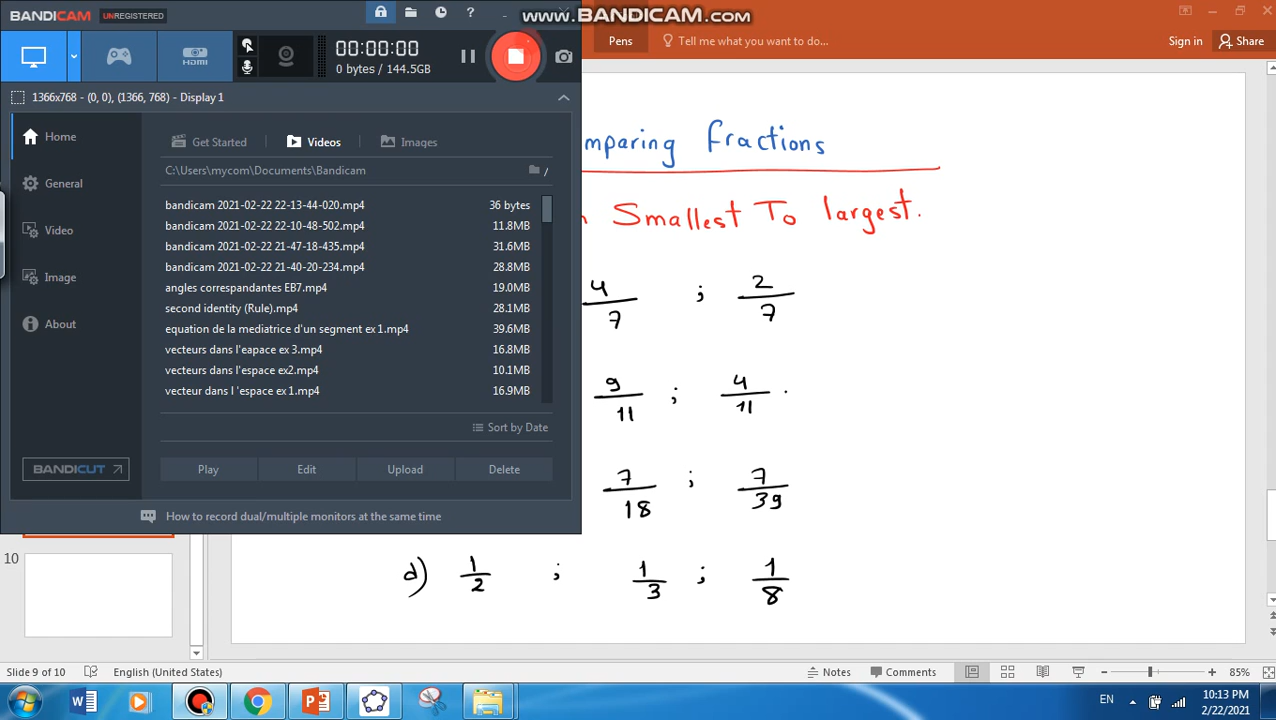 BANDICAM UNREGISTERED
www.BANDICAM.com
Pens Tell me what you want to do... Sign in Share
HDMI 00:00:00
0 bytes / 144.5GB
1366x768 - (0, 0), (1366, 768) - Display 1
Home
General
Video
Image
About
BANDICUT
Get Started Videos Images
C:\Users\mycom\Documents\Bandicam /
bandicam 2021-02-22 22-13-44-020.mp4 36 bytes
bandicam 2021-02-22 22-10-48-502.mp4 11.8MB
bandicam 2021-02-22 21-47-18-435.mp4 31.6MB
bandicam 2021-02-22 21-40-20-234.mp4 28.8MB
angles correspandantes EB7.mp4 19.0MB
second identity (Rule).mp4 28.1MB
equation de la mediatrice d'un segment ex1.mp4 39.6MB
vecteurs dans l'eapace ex3.mp4 16.8MB
vecteurs dans l'espace ex2.mp4 10.1MB
vecteur dans l 'espace ex1.mp4 16.9MB
Sort by Date
Play Edit Upload Delete
How to record dual/multiple monitors at the same time
mparing fractions
Smallest To largest.
4/7 ; 2/7
9/11 ; 4/11 .
7/18 ; 7/39
d) 1/2 ; 1/3 ; 1/8
10
Slide 9 of 10 English (United States) Notes Comments 85%
EN 10:13 PM
2/22/2021